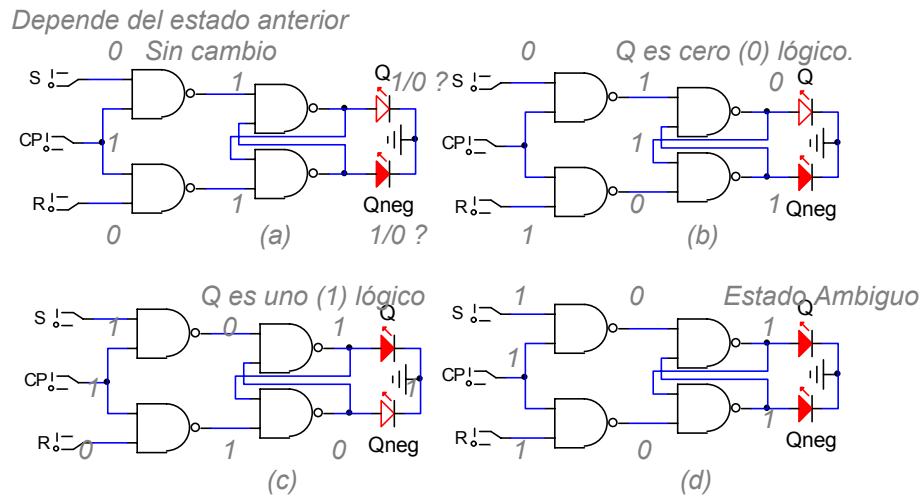 Depende del estado anterior
0 Sin cambio
S 1 Q 1/0 ?
CP 1
R 1 Qneg
0 (a) 1/0 ?
0 Q es cero (0) lógico.
S 1 0 Q
CP 1
R 0 1 Qneg
1 (b)
Q es uno (1) lógico
S 1 0 1 Q
CP 1 1
R 0 1 0 Qneg
(c)
1 0 Estado Ambiguo
S 1 Q
CP 1
R 1 Qneg
1 0 (d)